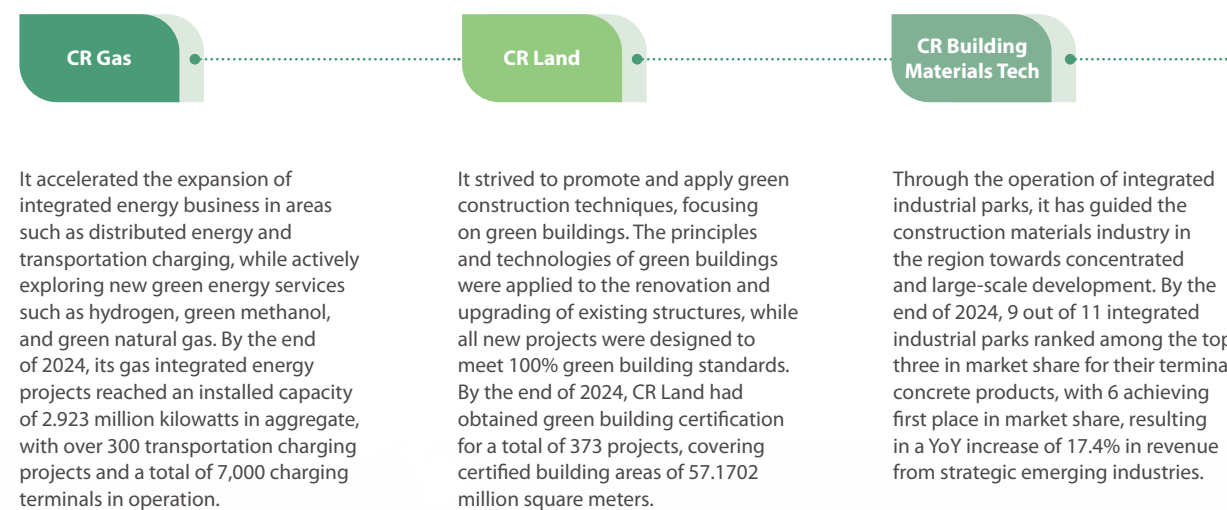 CR Gas
It accelerated the expansion of
integrated energy business in areas
such as distributed energy and
transportation charging, while actively
exploring new green energy services
such as hydrogen, green methanol,
and green natural gas. By the end
of 2024, its gas integrated energy
projects reached an installed capacity
of 2.923 million kilowatts in aggregate,
with over 300 transportation charging
projects and a total of 7,000 charging
terminals in operation.
CR Land
It strived to promote and apply green
construction techniques, focusing
on green buildings. The principles
and technologies of green buildings
were applied to the renovation and
upgrading of existing structures, while
all new projects were designed to
meet 100% green building standards.
By the end of 2024, CR Land had
obtained green building certification
for a total of 373 projects, covering
certified building areas of 57.1702
million square meters.
CR Building
Materials Tech
Through the operation of integrated
industrial parks, it has guided the
construction materials industry in
the region towards concentrated
and large-scale development. By the
end of 2024, 9 out of 11 integrated
industrial parks ranked among the top
three in market share for their termina
concrete products, with 6 achieving
first place in market share, resulting
in a YoY increase of 17.4% in revenue
from strategic emerging industries.